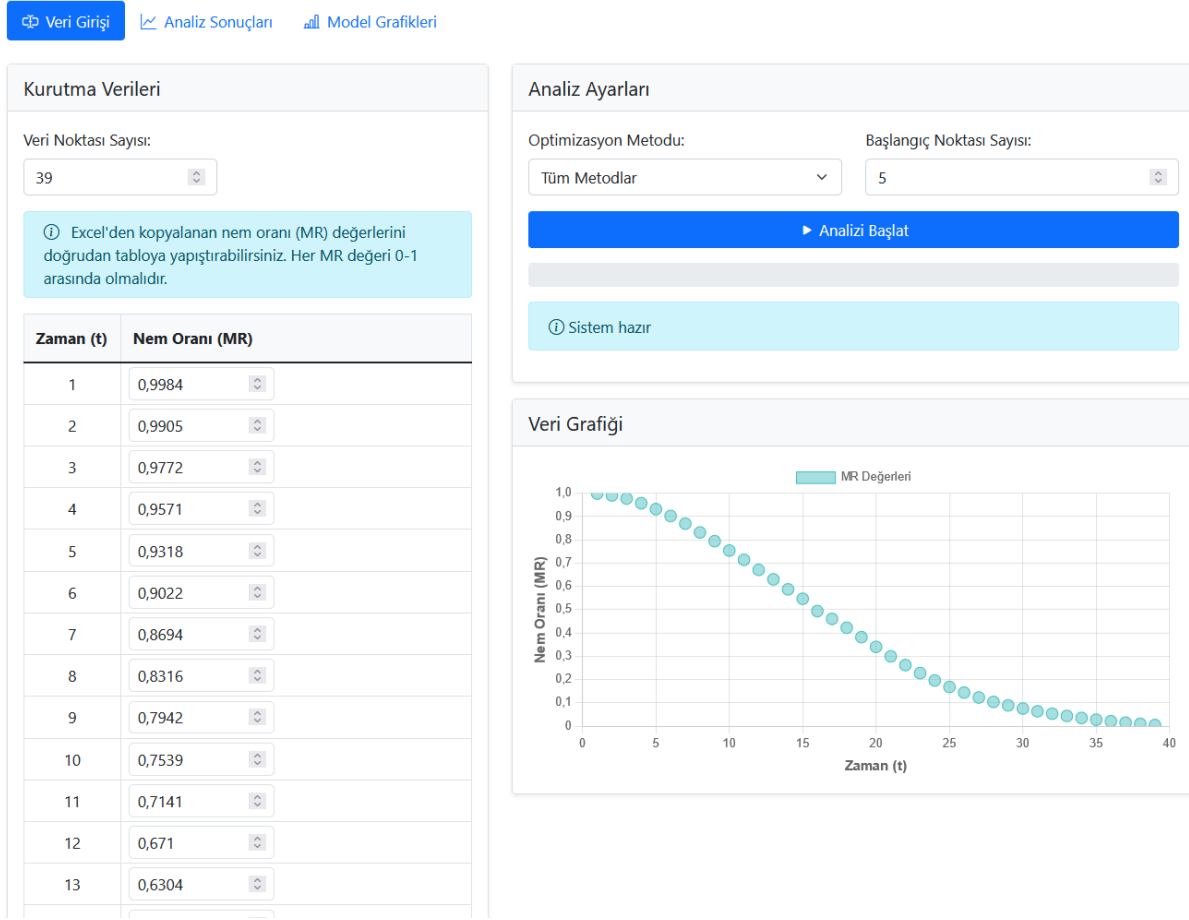 Veri Girişi Analiz Sonuçları Model Grafikleri
Kurutma Verileri
Veri Noktası Sayısı:
39
Excel'den kopyalanan nem oranı (MR) değerlerini
doğrudan tabloya yapıştırabilirsiniz. Her MR değeri 0-1
arasında olmalıdır.
Zaman (t) Nem Oranı (MR)
1 0,9984
2 0,9905
3 0,9772
4 0,9571
5 0,9318
6 0,9022
7 0,8694
8 0,8316
9 0,7942
10 0,7539
11 0,7141
12 0,671
13 0,6304
Analiz Ayarları
Optimizasyon Metodu: Başlangıç Noktası Sayısı:
Tüm Metodlar 5
Analizi Başlat
Sistem hazır
Veri Grafiği
MR Değerleri
Nem Oranı (MR)
1,0
0,9
0,8
0,7
0,6
0,5
0,4
0,3
0,2
0,1
0
0 5 10 15 20 25 30 35 40
Zaman (t)